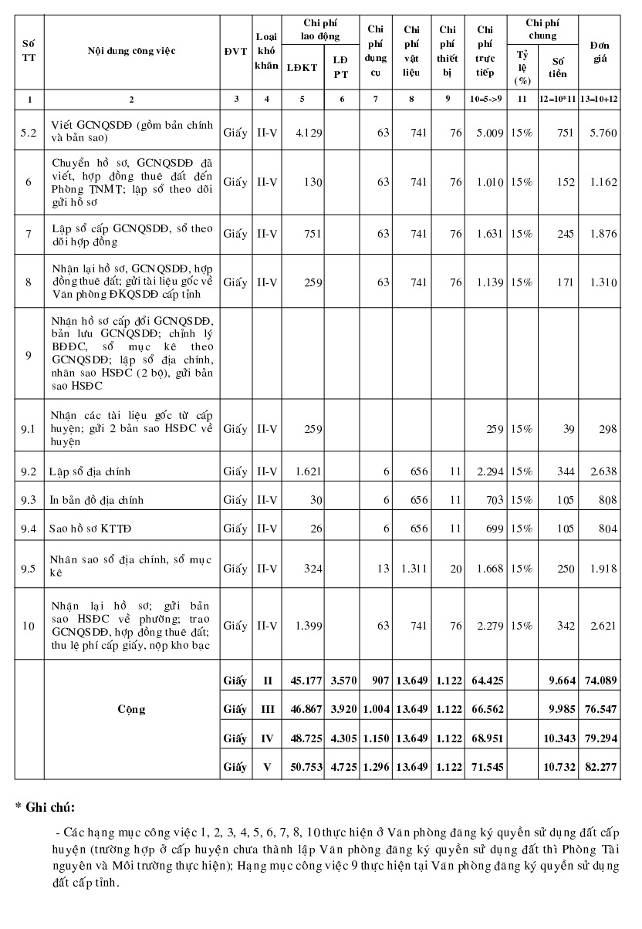 Số TT | Nội dung công việc | ĐVT | Loại khó khăn | Chi phí lao động | Chi phí dụng cụ | Chi phí vật liệu | Chi phí thiết bị | Chi phí trực tiếp | Chi phí chung | Đơn giá
LĐKT | LĐ PT | Tỷ lệ (%) | Số tiền
1 | 2 | 3 | 4 | 5 | 6 | 7 | 8 | 9 | 10=5->9 | 11 | 12=10*11 | 13=10+12
5.2 | Viết GCNQSDĐ (gồm bản chính | Giấy | II-V | 4.129 | 63 | 741 | 76 | 5.009 | 15% | 751 | 5.760
và bản sao)
Chuyển hồ sơ, GCNQSDĐ đã
6 | viết, hợp đồng thuê đất đến | Giấy | II-V | 130 | 63 | 741 | 76 | 1.010 | 15% | 152 | 1.162
Phòng TNMT; lập sổ theo dõi
gửi hồ sơ
7 | Lập sổ cấp GCNQSDĐ, sổ theo | Giấy | II-V | 751 | 63 | 741 | 76 | 1.631 | 15% | 245 | 1.876
dõi hợp đồng
Nhận lại hồ sơ, GCNQSDĐ, hợp
8 | đồng thuê đất; gửi tài liệu gốc về | Giấy | II-V | 259 | 63 | 741 | 76 | 1.139 | 15% | 171 | 1.310
Văn phòng ĐKQSDĐ cấp tỉnh
Nhận hồ sơ cấp đổi GCNQSDĐ,
bản lưu GCNQSDĐ; chỉnh lý
BĐĐC, sổ mục kê theo
9 | GCNQSDĐ; lập sổ địa chính,
nhân sao HSĐC (2 bộ), gửi bản
sao HSĐC
Nhận các tài liệu gốc từ cấp
9.1 | huyện; gửi 2 bản sao HSĐC về | Giấy | II-V | 259 | 259 | 15% | 39 | 298
huyện
9.2 | Lập sổ địa chính | Giấy | II-V | 1.621 | 6 | 656 | 11 | 2.294 | 15% | 344 | 2.638
9.3 | In bản đồ địa chính | Giấy | II-V | 30 | 6 | 656 | 11 | 703 | 15% | 105 | 808
9.4 | Sao hồ sơ KTTĐ | Giấy | II-V | 26 | 6 | 656 | 11 | 699 | 15% | 105 | 804
9.5 | Nhân sao sổ địa chính, sổ mục | Giấy | II-V | 324 | 13 | 1.311 | 20 | 1.668 | 15% | 250 | 1.918
kê
Nhận lại hồ sơ; gửi bản
10 | sao HSĐC về phường; trao | Giấy | II-V | 1.399 | 63 | 741 | 76 | 2.279 | 15% | 342 | 2.621
GCNQSDĐ, hợp đồng thuê đất;
thu lệ phí cấp giấy, nộp kho bạc
Cộng | Giấy | II | 45.177 | 3.570 | 907 | 13.649 | 1.122 | 64.425 | 9.664 | 74.089
Giấy | III | 46.867 | 3.920 | 1.004 | 13.649 | 1.122 | 66.562 | 9.985 | 76.547
Giấy | IV | 48.725 | 4.305 | 1.150 | 13.649 | 1.122 | 68.951 | 10.343 | 79.294
Giấy | V | 50.753 | 4.725 | 1.296 | 13.649 | 1.122 | 71.545 | 10.732 | 82.277
* Ghi chú:
- Các hạng mục công việc 1, 2, 3, 4, 5, 6, 7, 8, 10 thực hiện ở Văn phòng đăng ký quyền sử dụng đất cấp
huyện (trường hợp ở cấp huyện chưa thành lập Văn phòng đăng ký quyền sử dụng đất thì Phòng Tài
nguyên và Môi trường thực hiện); Hạng mục công việc 9 thực hiện tại Văn phòng đăng ký quyền sử dụng
đất cấp tỉnh.